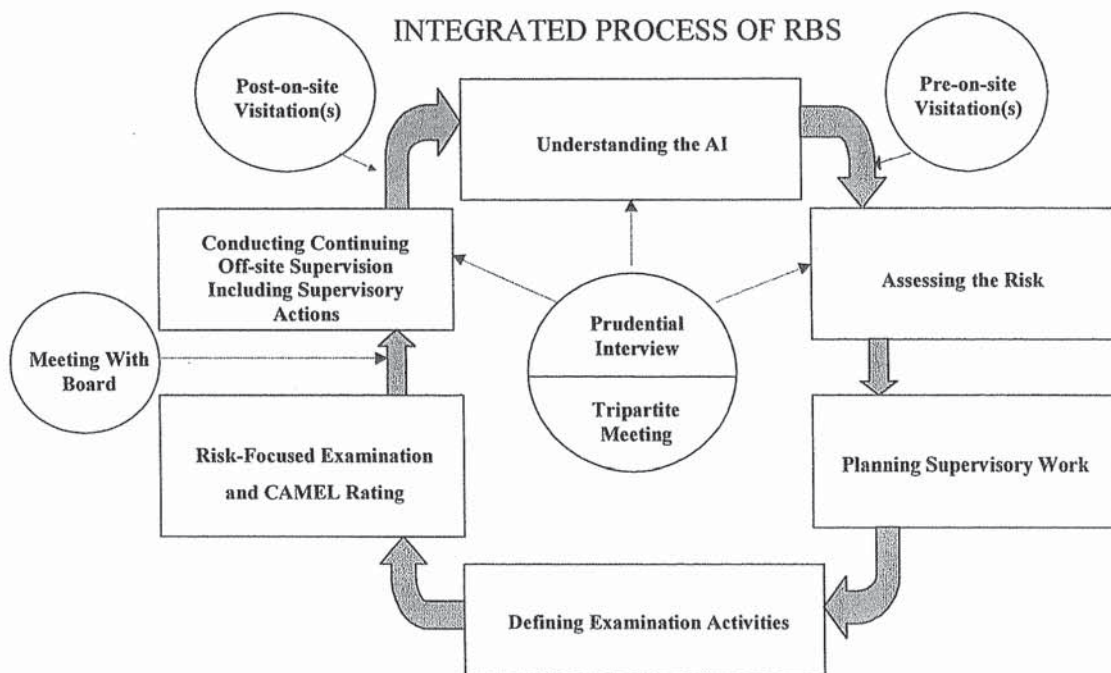 INTEGRATED PROCESS OF RBS
Post-on-site
Visitation(s)
Understanding the AI
Pre-on-site
Visitation(s)
Conducting Continuing
Off-site Supervision
Including Supervisory
Actions
Prudential
Interview
Tripartite
Meeting
Assessing the Risk
Meeting With
Board
Risk-Focused Examination
and CAMEL Rating
Planning Supervisory Work
Defining Examination Activities